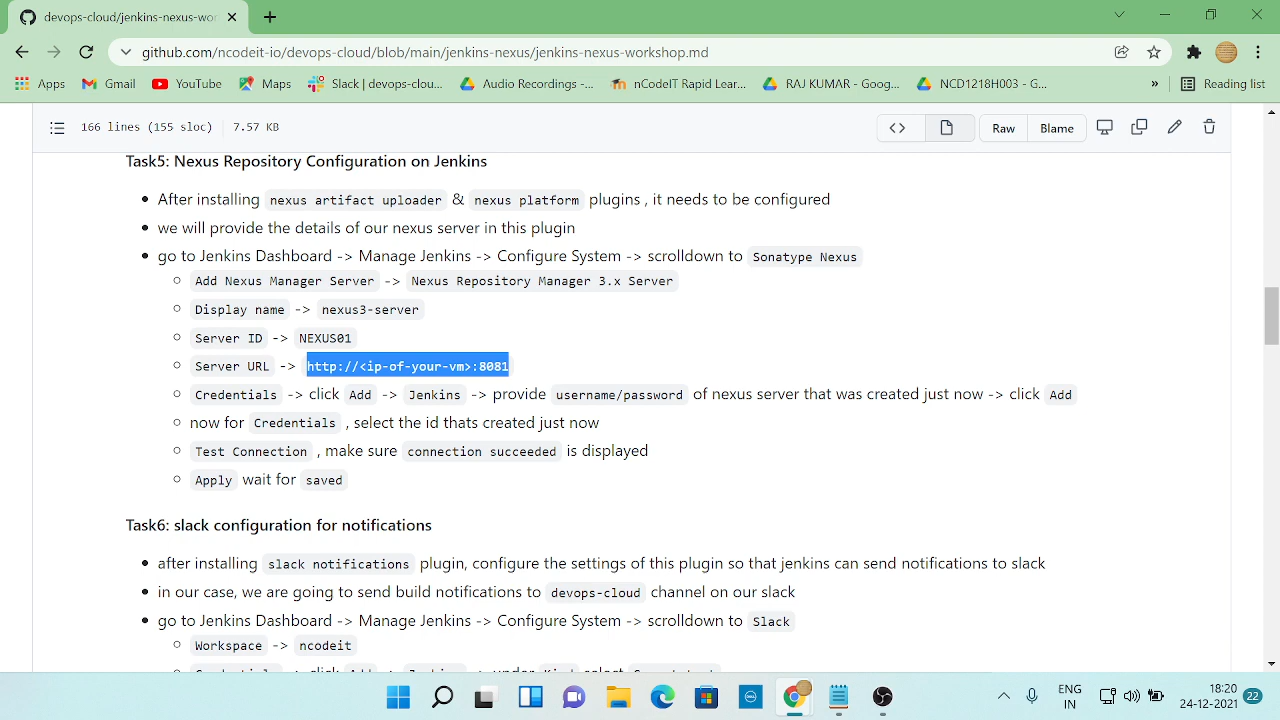 devops-cloud/jenkins-nexus-wor
github.com/ncodeit-io/devops-cloud/blob/main/jenkins-nexus/jenkins-nexus-workshop.md
Apps Gmail YouTube Maps Slack | devops-clou... Audio Recordings -... nCodeIT Rapid Lear... RAJ KUMAR - Goog... NCD1218H003 - G... » Reading list
166 lines (155 sloc) 7.57 KB Raw Blame
Task5: Nexus Repository Configuration on Jenkins
After installing nexus artifact uploader & nexus platform plugins , it needs to be configured
we will provide the details of our nexus server in this plugin
go to Jenkins Dashboard -> Manage Jenkins -> Configure System -> scrolldown to Sonatype Nexus
Add Nexus Manager Server -> Nexus Repository Manager 3.x Server
Display name -> nexus3-server
Server ID -> NEXUS01
Server URL -> http://<ip-of-your-vm>:8081
Credentials -> click Add -> Jenkins -> provide username/password of nexus server that was created just now -> click Add
now for Credentials , select the id thats created just now
Test Connection , make sure connection succeeded is displayed
Apply wait for saved
Task6: slack configuration for notifications
after installing slack notifications plugin, configure the settings of this plugin so that jenkins can send notifications to slack
in our case, we are going to send build notifications to devops-cloud channel on our slack
go to Jenkins Dashboard -> Manage Jenkins -> Configure System -> scrolldown to Slack
Workspace -> ncodeit
ENG
IN
18:20
24-12-2021
22